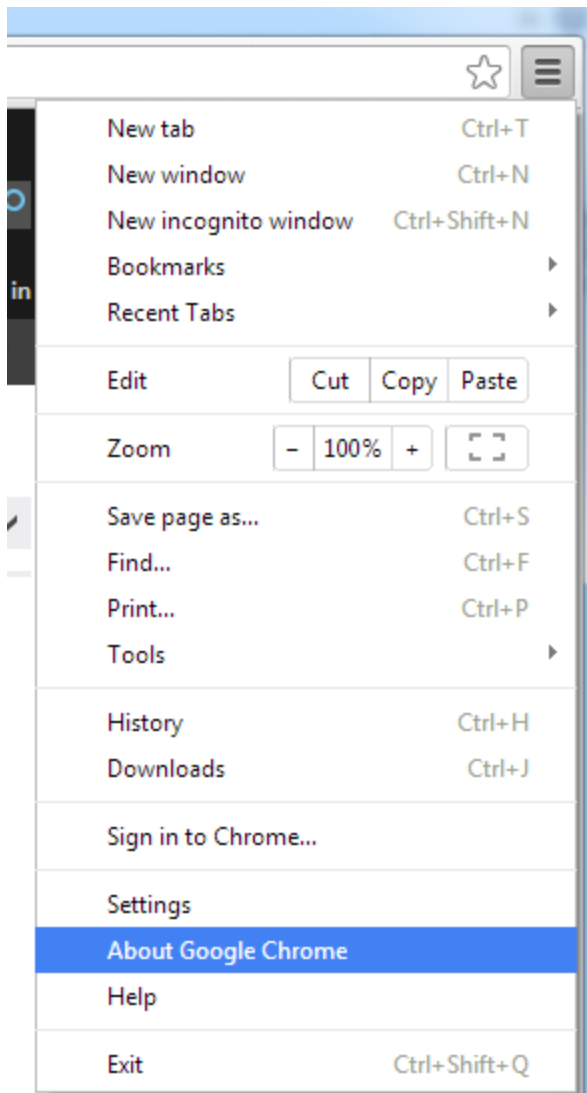 New tab Ctrl+T
New window Ctrl+N
in
New incognito window Ctrl+Shift+N
Bookmarks
Recent Tabs
Edit Cut Copy Paste
Zoom - 100% +
Save page as... Ctrl+S
Find... Ctrl+F
Print... Ctrl+P
Tools
History Ctrl+H
Downloads Ctrl+J
Sign in to Chrome...
Settings
About Google Chrome
Help
Exit Ctrl+Shift+Q